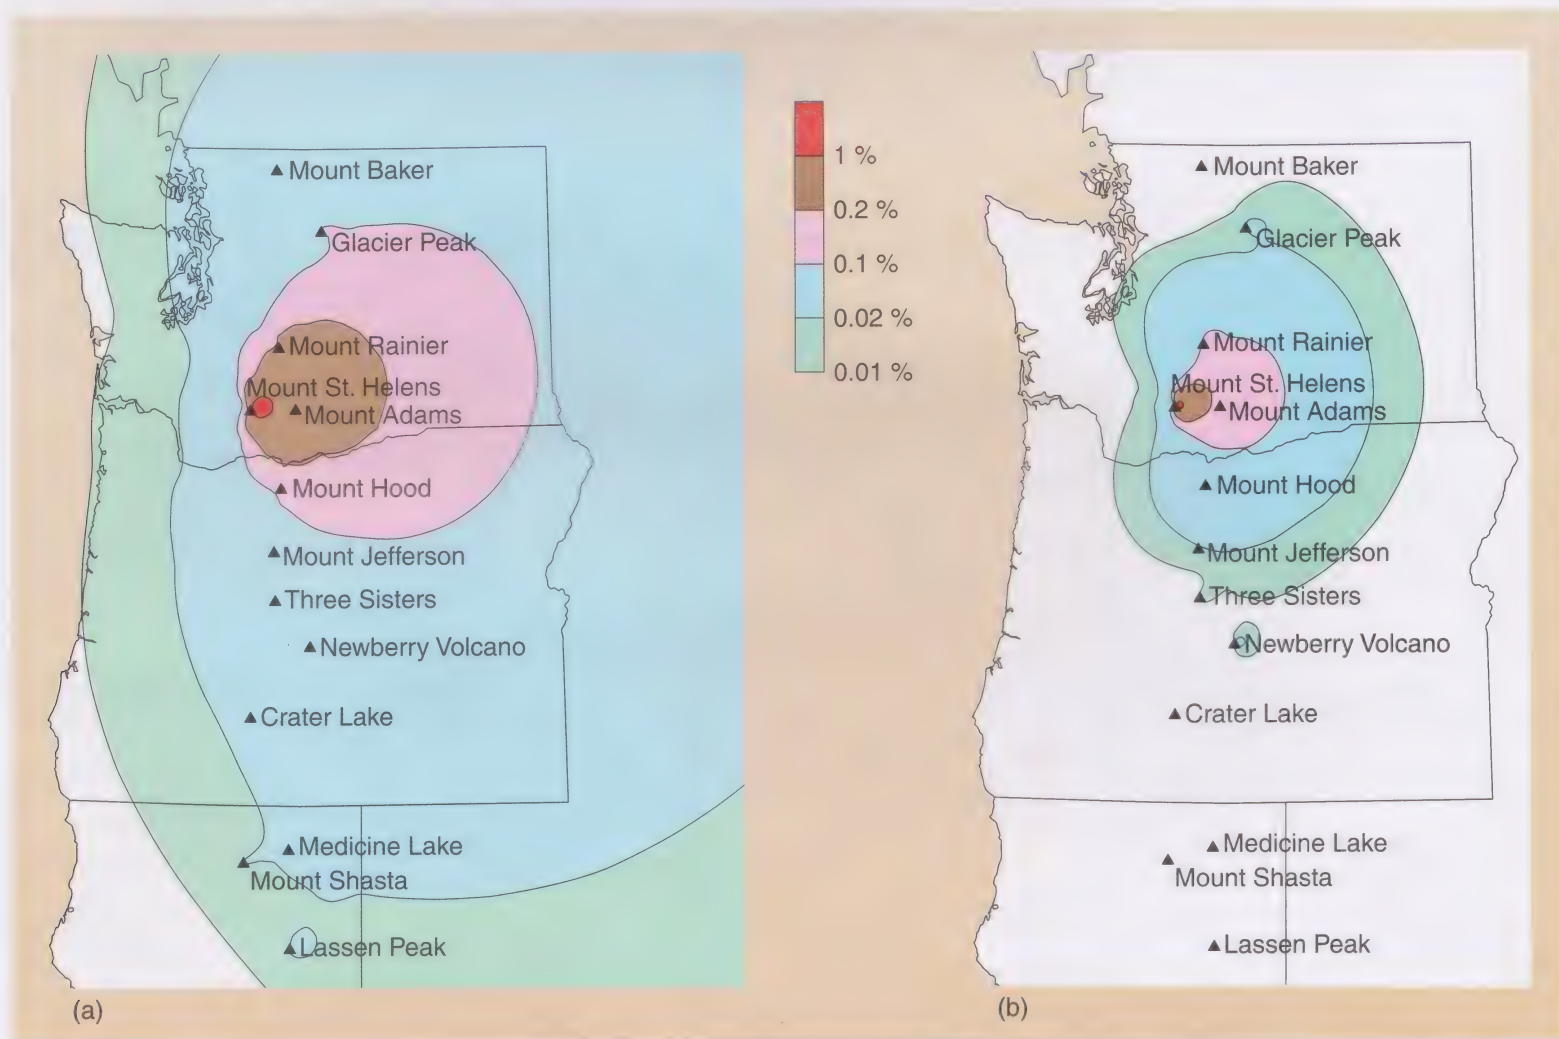 Mount Baker
Glacier Peak
Mount Rainier
Mount St. Helens
Mount Adams
Mount Hood
Mount Jefferson
Three Sisters
Newberry Volcano
Crater Lake
Medicine Lake
Mount Shasta
Lassen Peak
(a)
1 %
0.2 %
0.1 %
0.02 %
0.01 %
Mount Baker
Glacier Peak
Mount Rainier
Mount St. Helens
Mount Adams
Mount Hood
Mount Jefferson
Three Sisters
Newberry Volcano
Crater Lake
Medicine Lake
Mount Shasta
Lassen Peak
(b)